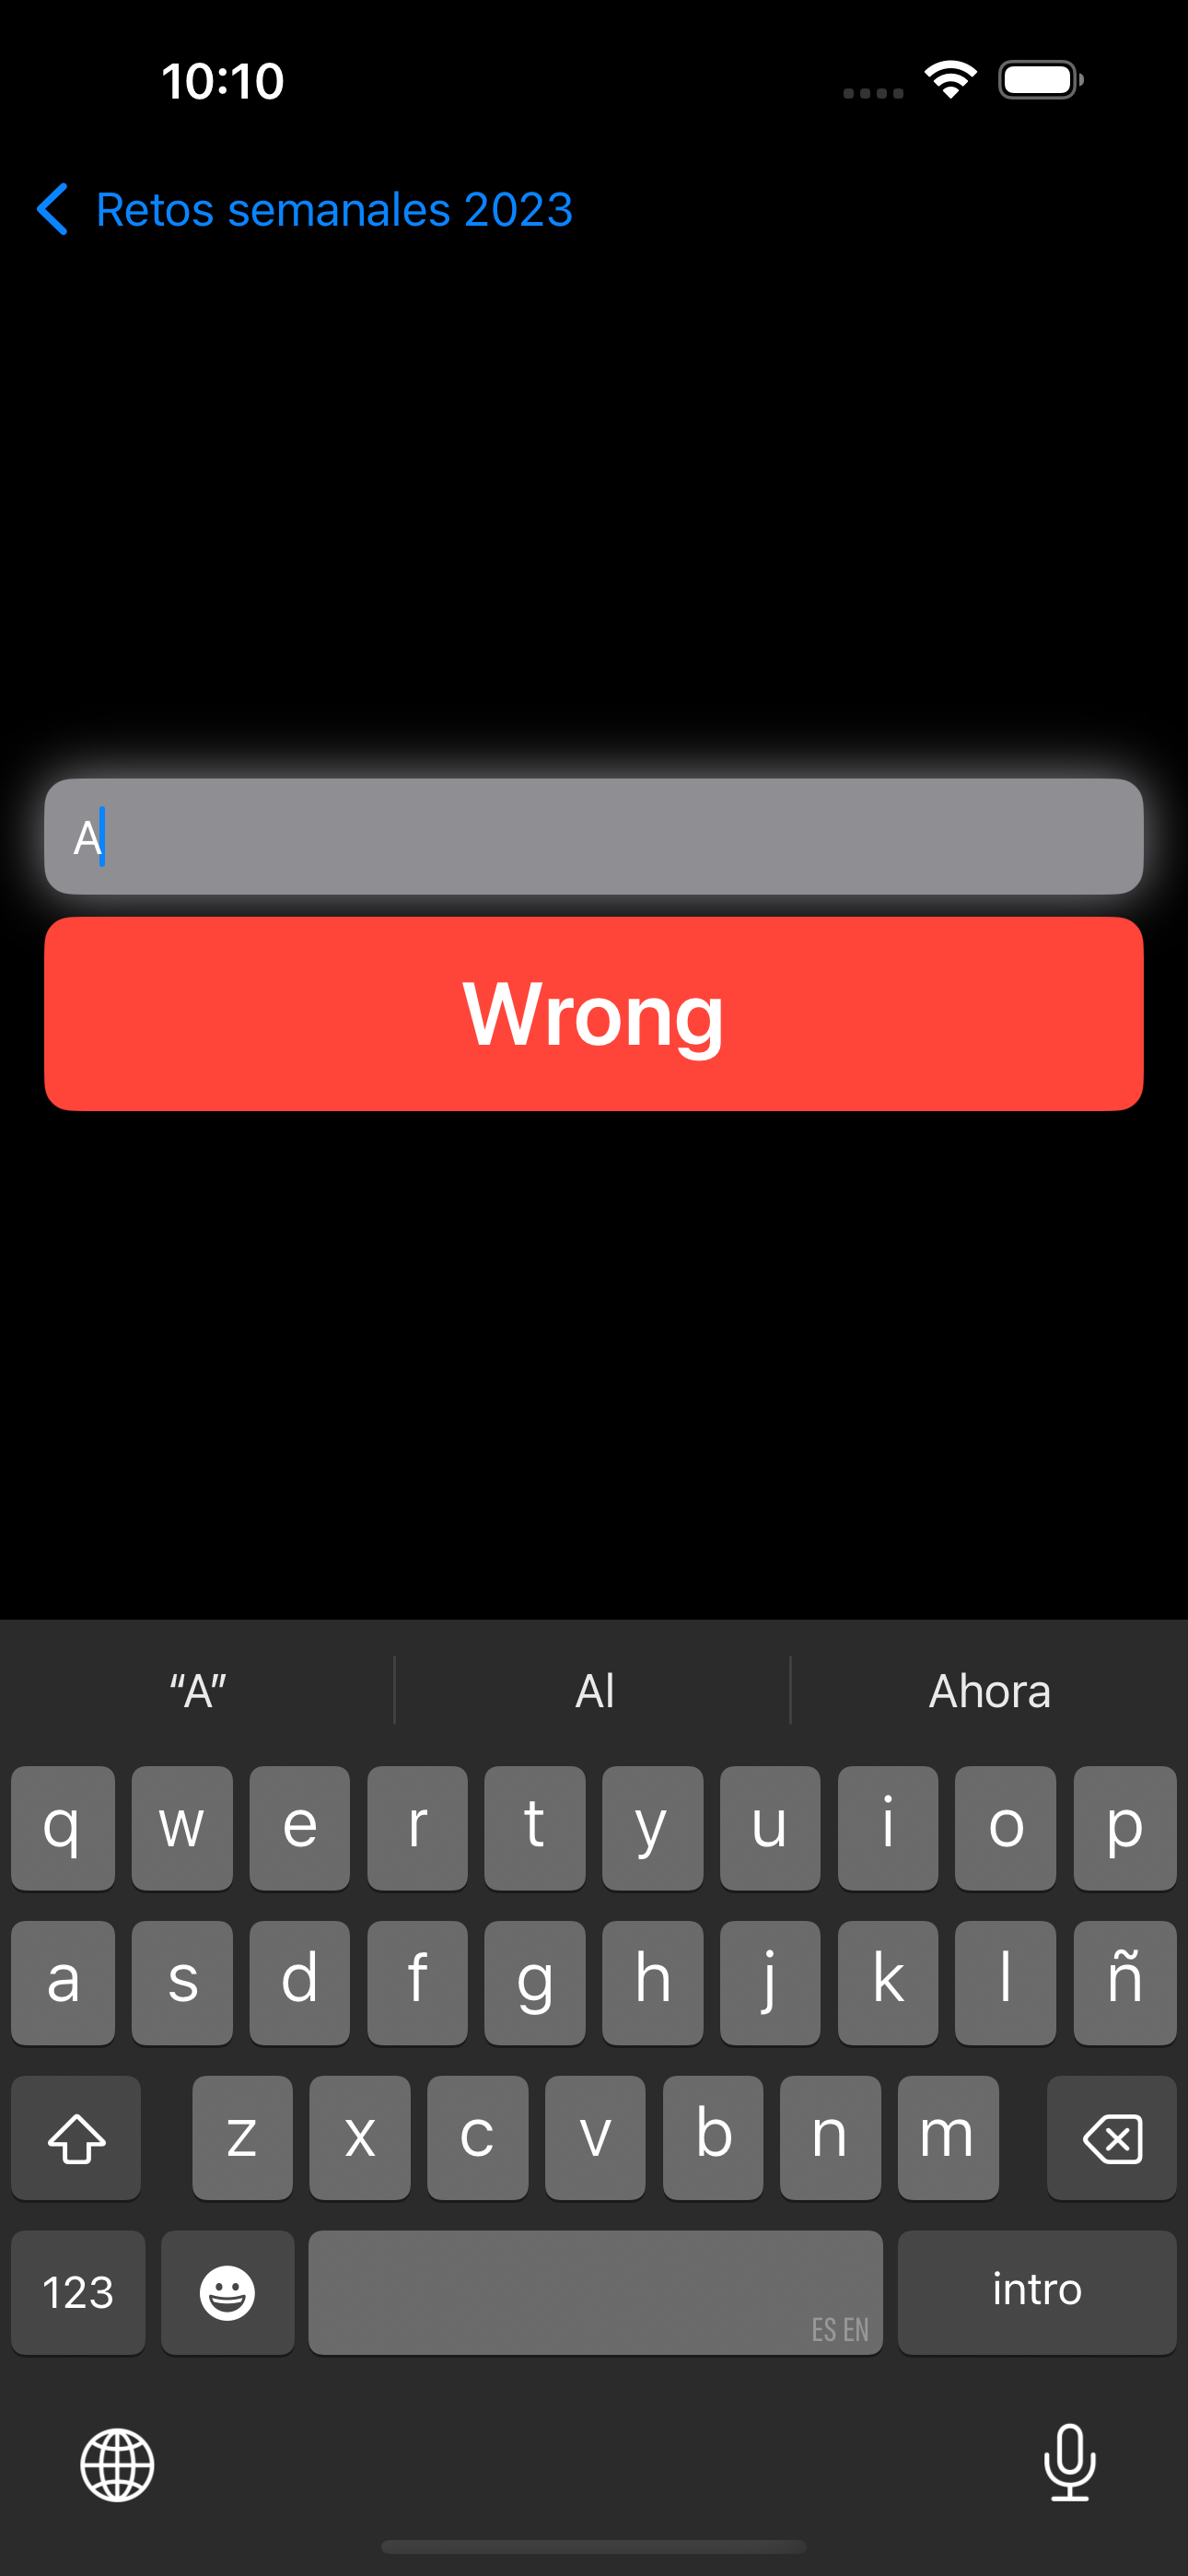 10:10
Retos semanales 2023
A
Wrong
“A” Al Ahora
q w e r t y u i o p
a s d f g h j k l ñ
z x c v b n m
123 ES EN intro